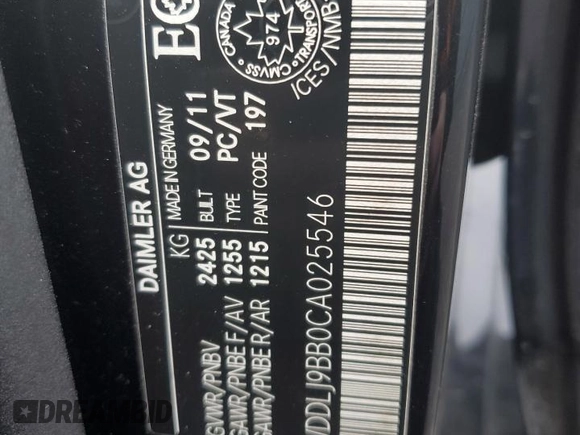 DAIMLER AG
KG MADE IN GERMANY
GVWR/PNBV 2425 BUILT 09/11
GAWR/PNBE F/AV 1255 TYPE PC/VT
GAWR/PNBE R/AR 1215 PAINT CODE 197
CANADA
974
CMVSS TRANSPORT
ICES/NMB
DDLJ9BB0CA025546
DREAMBID